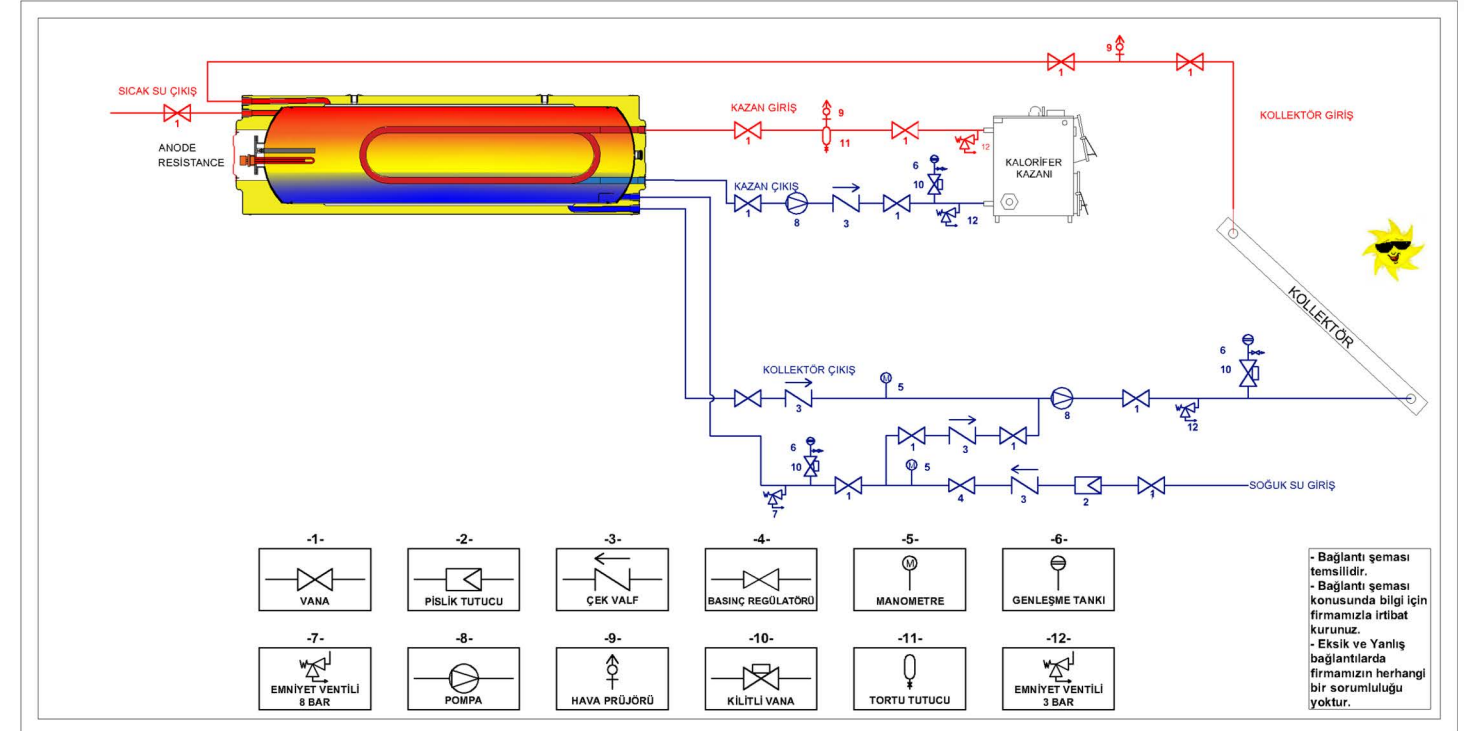 SICAK SU ÇIKIŞ
1
ANODE
RESİSTANCE
KAZAN GİRİŞ
1
9
11
1
12
KALORİFER
KAZANI
KAZAN ÇIKIŞ
1
8
3
1
6
10
12
1
9
1
KOLLEKTÖR GİRİŞ
KOLLEKTÖR
KOLLEKTÖR ÇIKIŞ
3
M
5
8
1
12
6
10
1
3
1
6
10
7
1
M
5
4
3
2
1
SOĞUK SU GİRİŞ
-1-
VANA
-2-
PİSLİK TUTUCU
-3-
ÇEK VALF
-4-
BASINÇ REGÜLATÖRÜ
-5-
M
MANOMETRE
-6-
GENLEŞME TANKI
-7-
EMNİYET VENTİLİ
8 BAR
-8-
POMPA
-9-
HAVA PRÜJÖRÜ
-10-
KİLİTLİ VANA
-11-
TORTU TUTUCU
-12-
EMNİYET VENTİLİ
3 BAR
- Bağlantı şeması
temsilidir.
- Bağlantı şeması
konusunda bilgi için
firmamızla irtibat
kurunuz.
- Eksik ve Yanlış
bağlantılarda
firmamızın herhangi
bir sorumluluğu
yoktur.